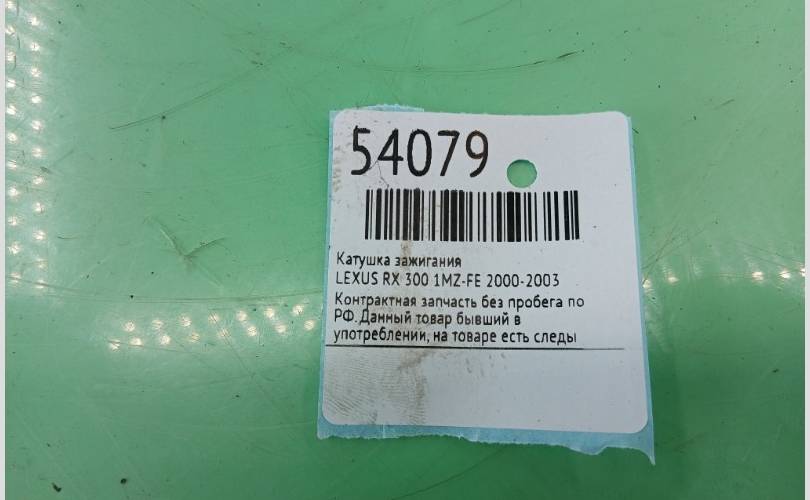 54079
Катушка зажигания
LEXUS RX 300 1MZ-FE 2000-2003
Контрактная запчасть без пробега по
РФ. Данный товар бывший в
употреблении, на товаре есть следы